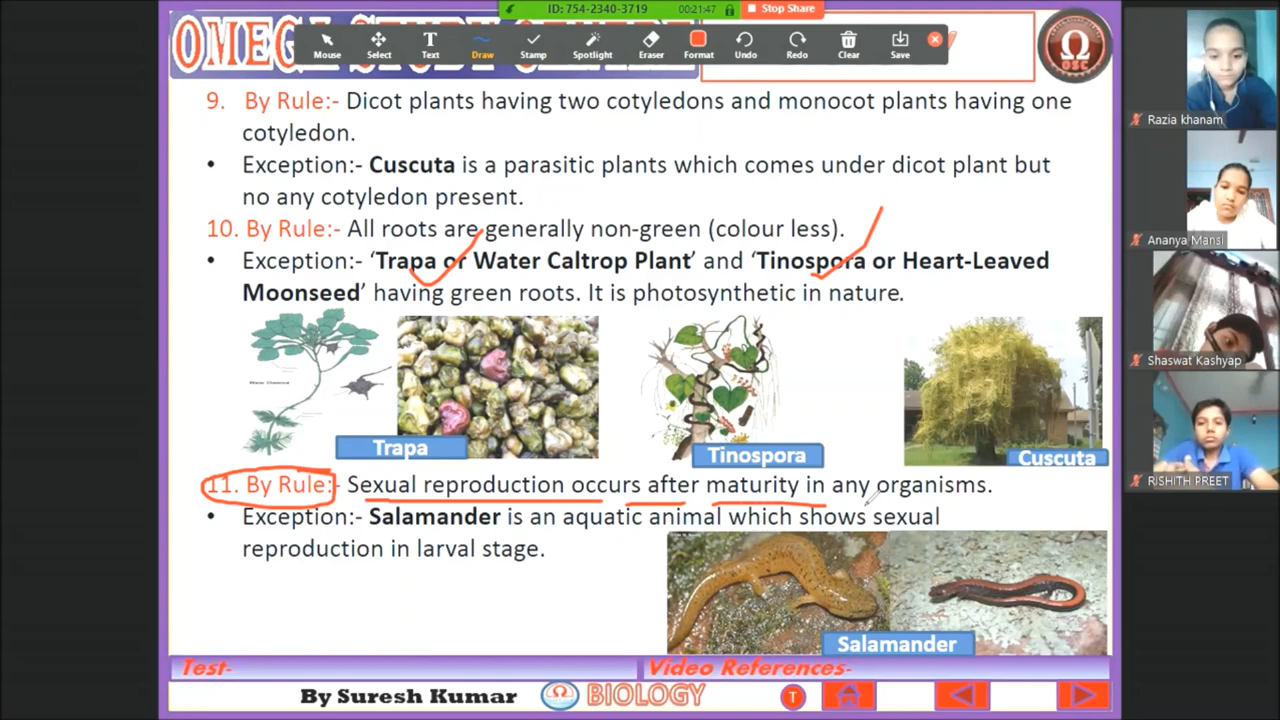 ID: 754-2340-3719
00:21:47
Stop Share
OMEGA
OSC
Mouse
Select
Text
Draw
Stamp
Spotlight
Eraser
Format
Undo
Redo
Clear
Save
9. By Rule:- Dicot plants having two cotyledons and monocot plants having one
cotyledon.
• Exception:- Cuscuta is a parasitic plants which comes under dicot plant but
no any cotyledon present.
10. By Rule:- All roots are generally non-green (colour less).
• Exception:- ‘Trapa or Water Caltrop Plant’ and ‘Tinospora or Heart-Leaved
Moonseed’ having green roots. It is photosynthetic in nature.
Trapa
Tinospora
Cuscuta
11. By Rule:- Sexual reproduction occurs after maturity in any organisms.
• Exception:- Salamander is an aquatic animal which shows sexual
reproduction in larval stage.
Salamander
Test-
Video References-
By Suresh Kumar
BIOLOGY
T
Razia khanam
Ananya Mansi
Shaswat Kashyap
RISHITH PREET